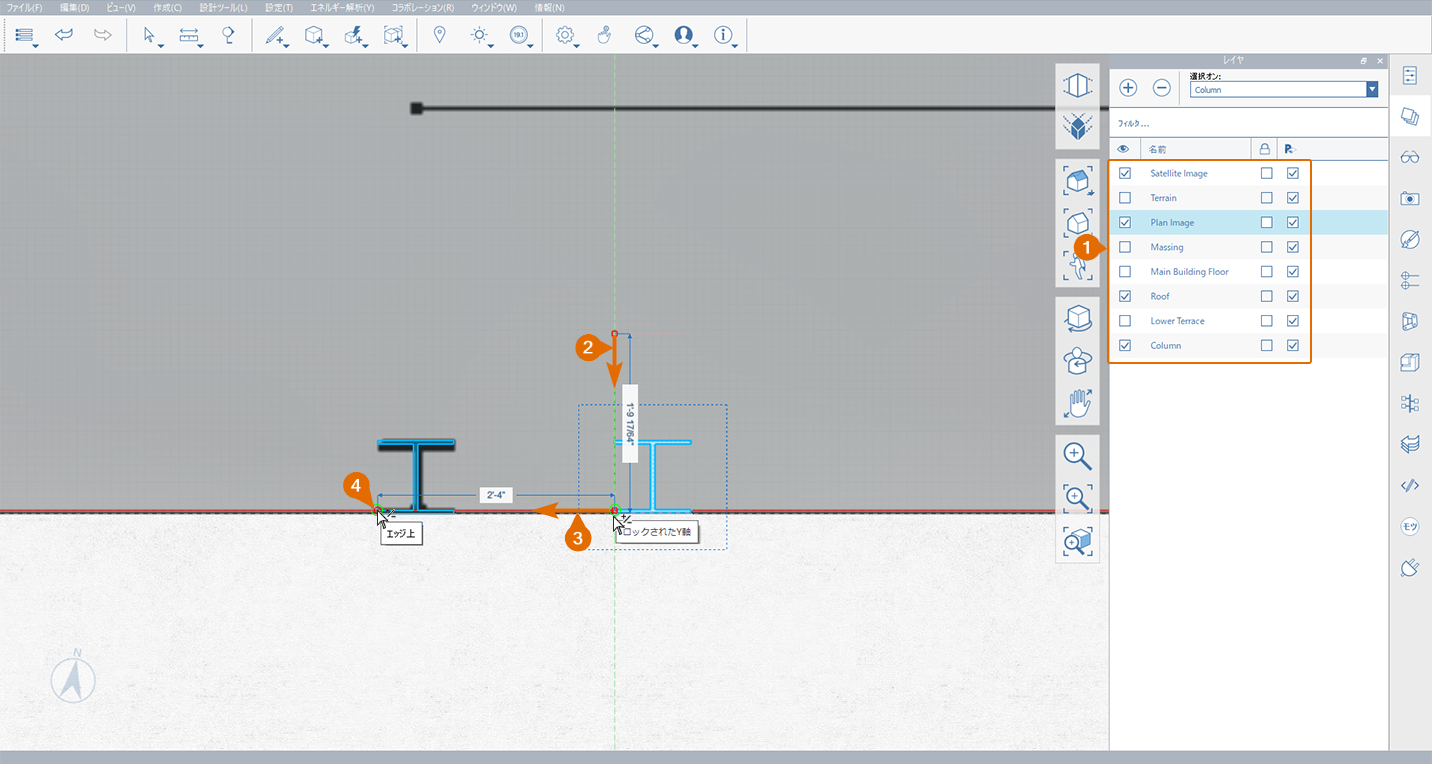 ファイル(F) 編集(D) ビュー(V) 作成(C) 設計ツール(L) 設定(T) エネルギー解析(Y) コラボレーション(R) ウィンドウ(W) 情報(N)
19.1
レイヤ
選択オン:
Column
フィルタ...
名前
Satellite Image
Terrain
Plan Image
Massing
Main Building Floor
Roof
Lower Terrace
Column
1
2
1'-9 17/64"
4
2'-4"
エッジ上
3
ロックされたY軸
モツ
N